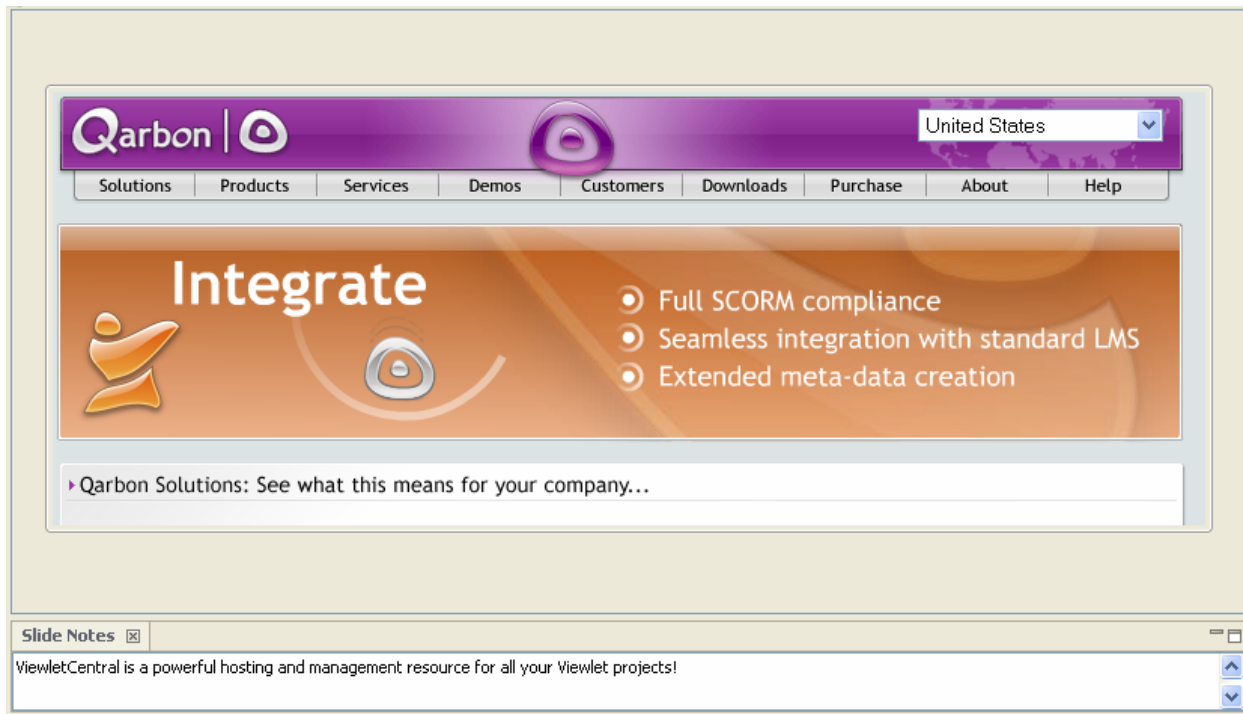 Qarbon
United States
Solutions Products Services Demos Customers Downloads Purchase About Help
Integrate
Full SCORM compliance
Seamless integration with standard LMS
Extended meta-data creation
Qarbon Solutions: See what this means for your company...
Slide Notes
ViewletCentral is a powerful hosting and management resource for all your Viewlet projects!